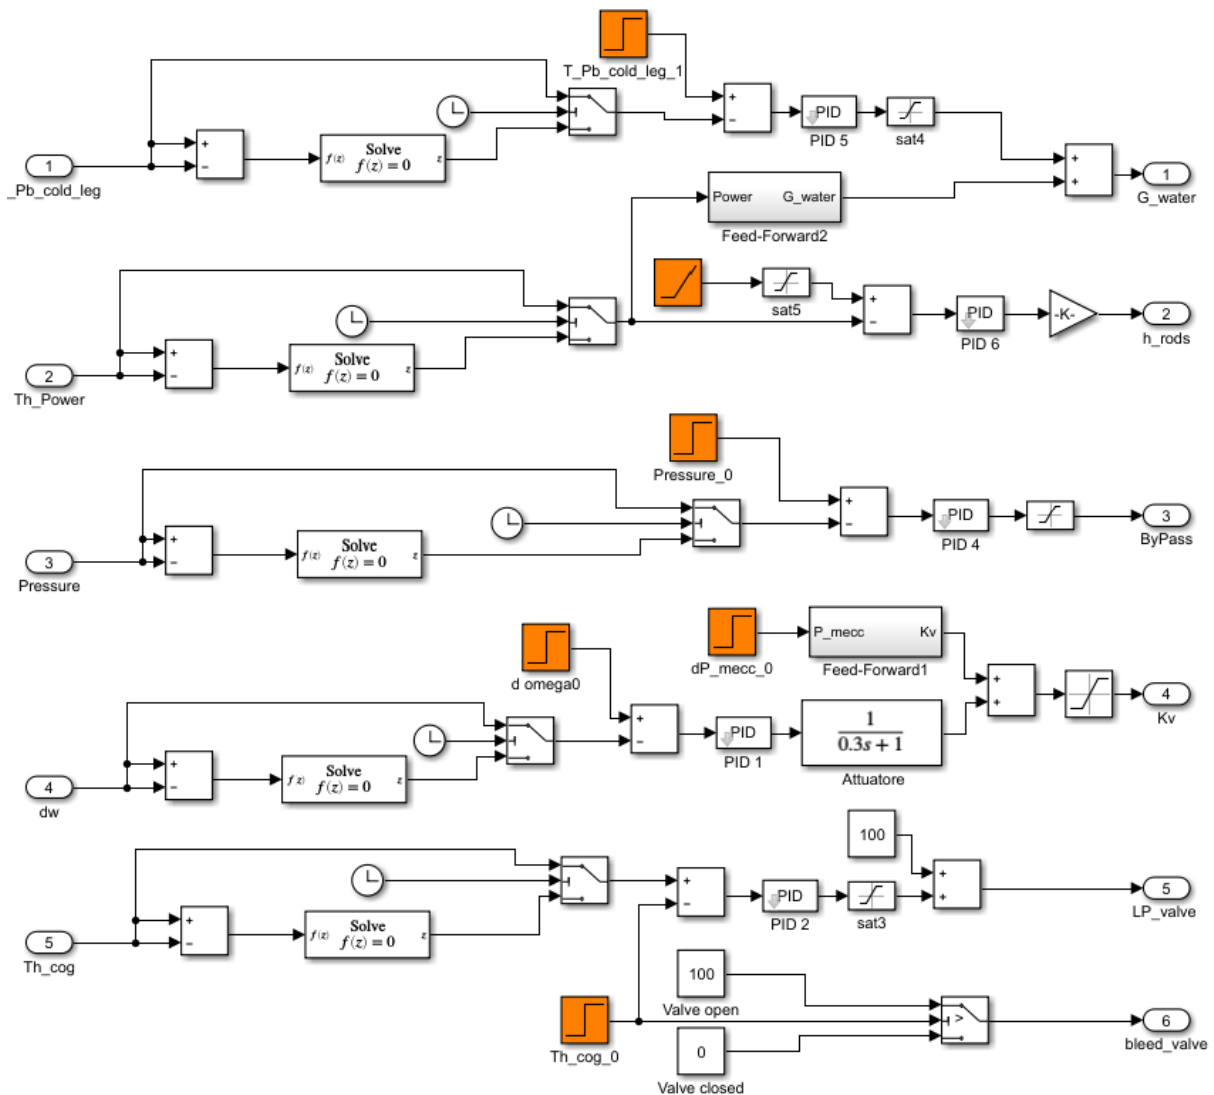 T_Pb_cold_leg_1
+
−
PID
PID 5
sat4
Solve
f(z) f(z) = 0 z
+
−
1
_Pb_cold_leg
+
+
1
G_water
Power G_water
Feed-Forward2
sat5
+
−
PID
PID 6
-K-
2
h_rods
Solve
f(z) f(z) = 0 z
+
−
2
Th_Power
Pressure_0
+
−
PID
PID 4
3
ByPass
Solve
f(z) f(z) = 0 z
+
−
3
Pressure
P_mecc Kv
dP_mecc_0
Feed-Forward1
d omega0
+
−
PID
PID 1
1
0.3s + 1
Attuatore
+
+
4
Kv
Solve
f(z) f(z) = 0 z
+
−
4
dw
100
+
−
PID
PID 2
sat3
+
+
5
LP_valve
Solve
f(z) f(z) = 0 z
+
−
5
Th_cog
100
Valve open
Th_cog_0
0
Valve closed
>
6
bleed_valve